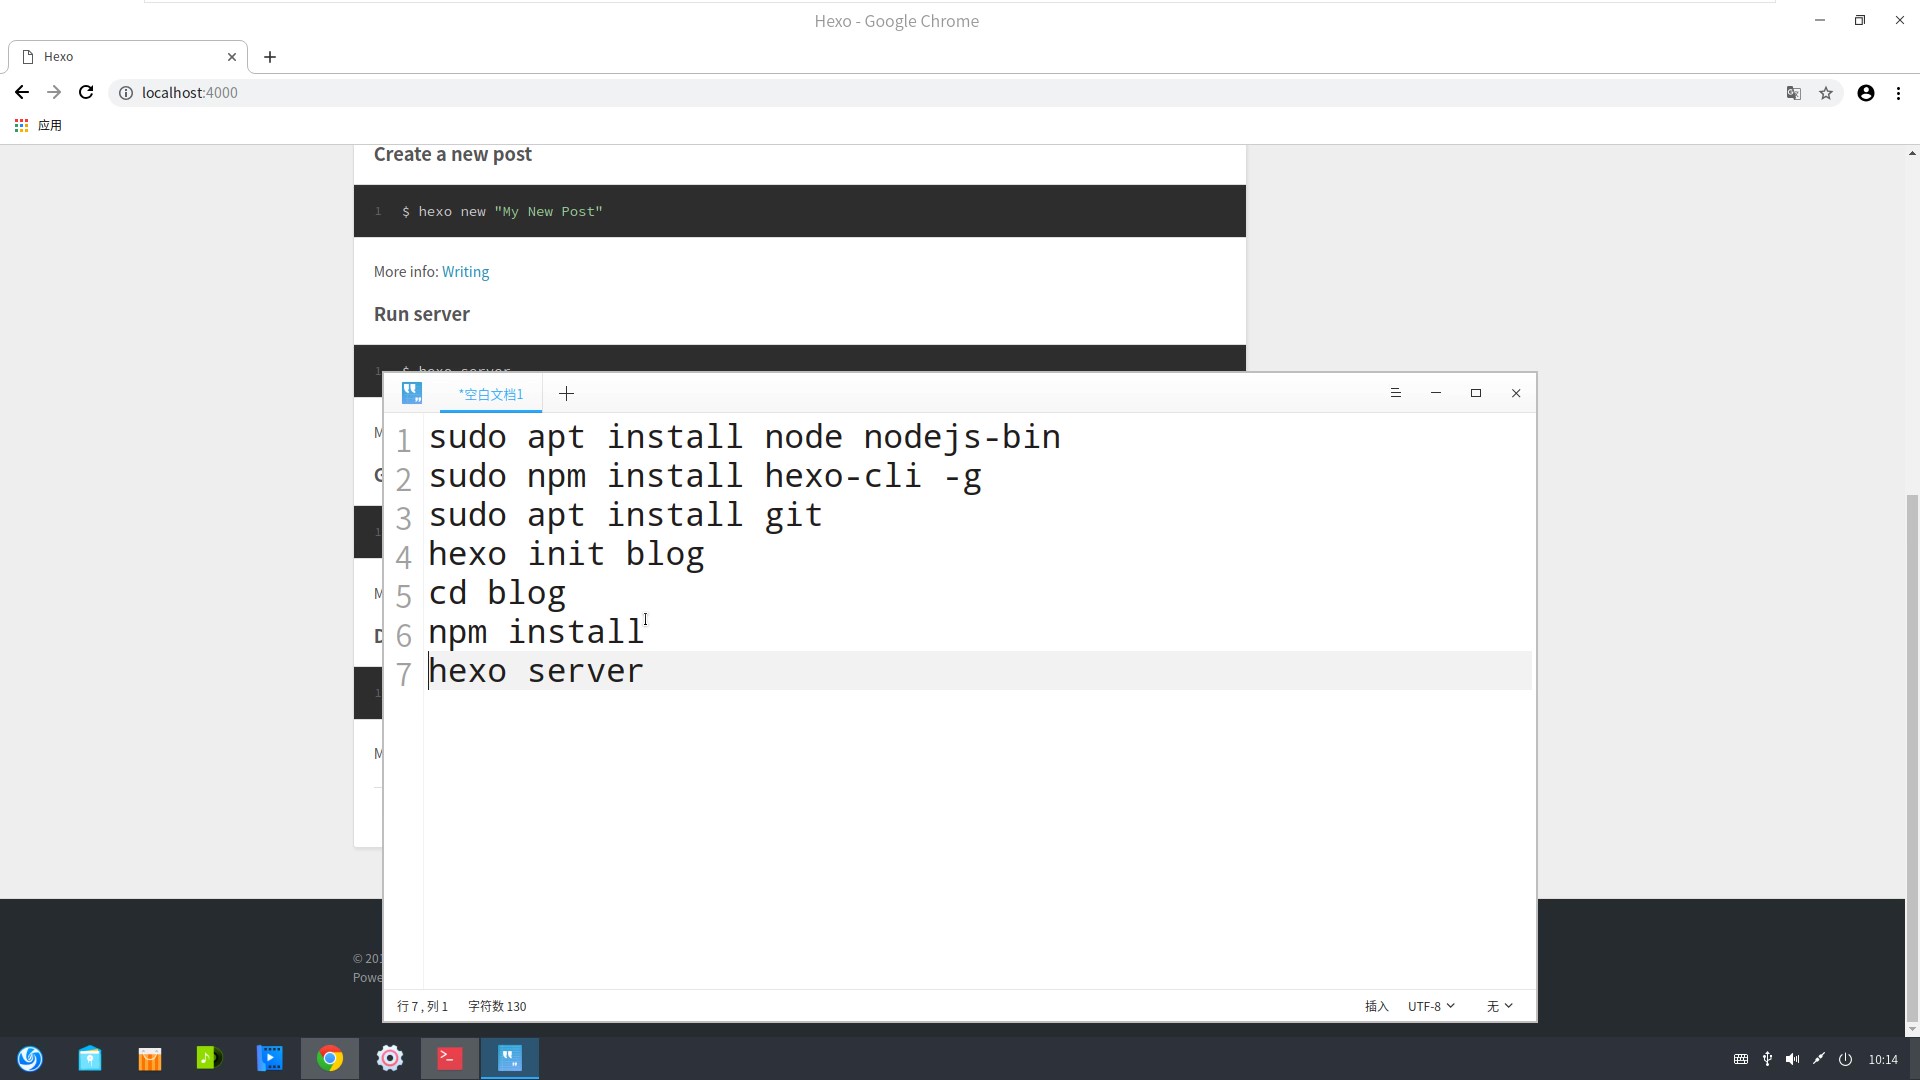 Hexo - Google Chrome
Hexo
localhost:4000
应用
Create a new post
1 $ hexo new "My New Post"
More info: Writing
Run server
1 $ hexo server
*空白文档1
1 sudo apt install node nodejs-bin
2 sudo npm install hexo-cli -g
3 sudo apt install git
4 hexo init blog
5 cd blog
6 npm install
7 hexo server
M
G
1
M
D
1
M
© 201
Powe
行 7 , 列 1 字符数 130
插入 UTF-8 无
10:14